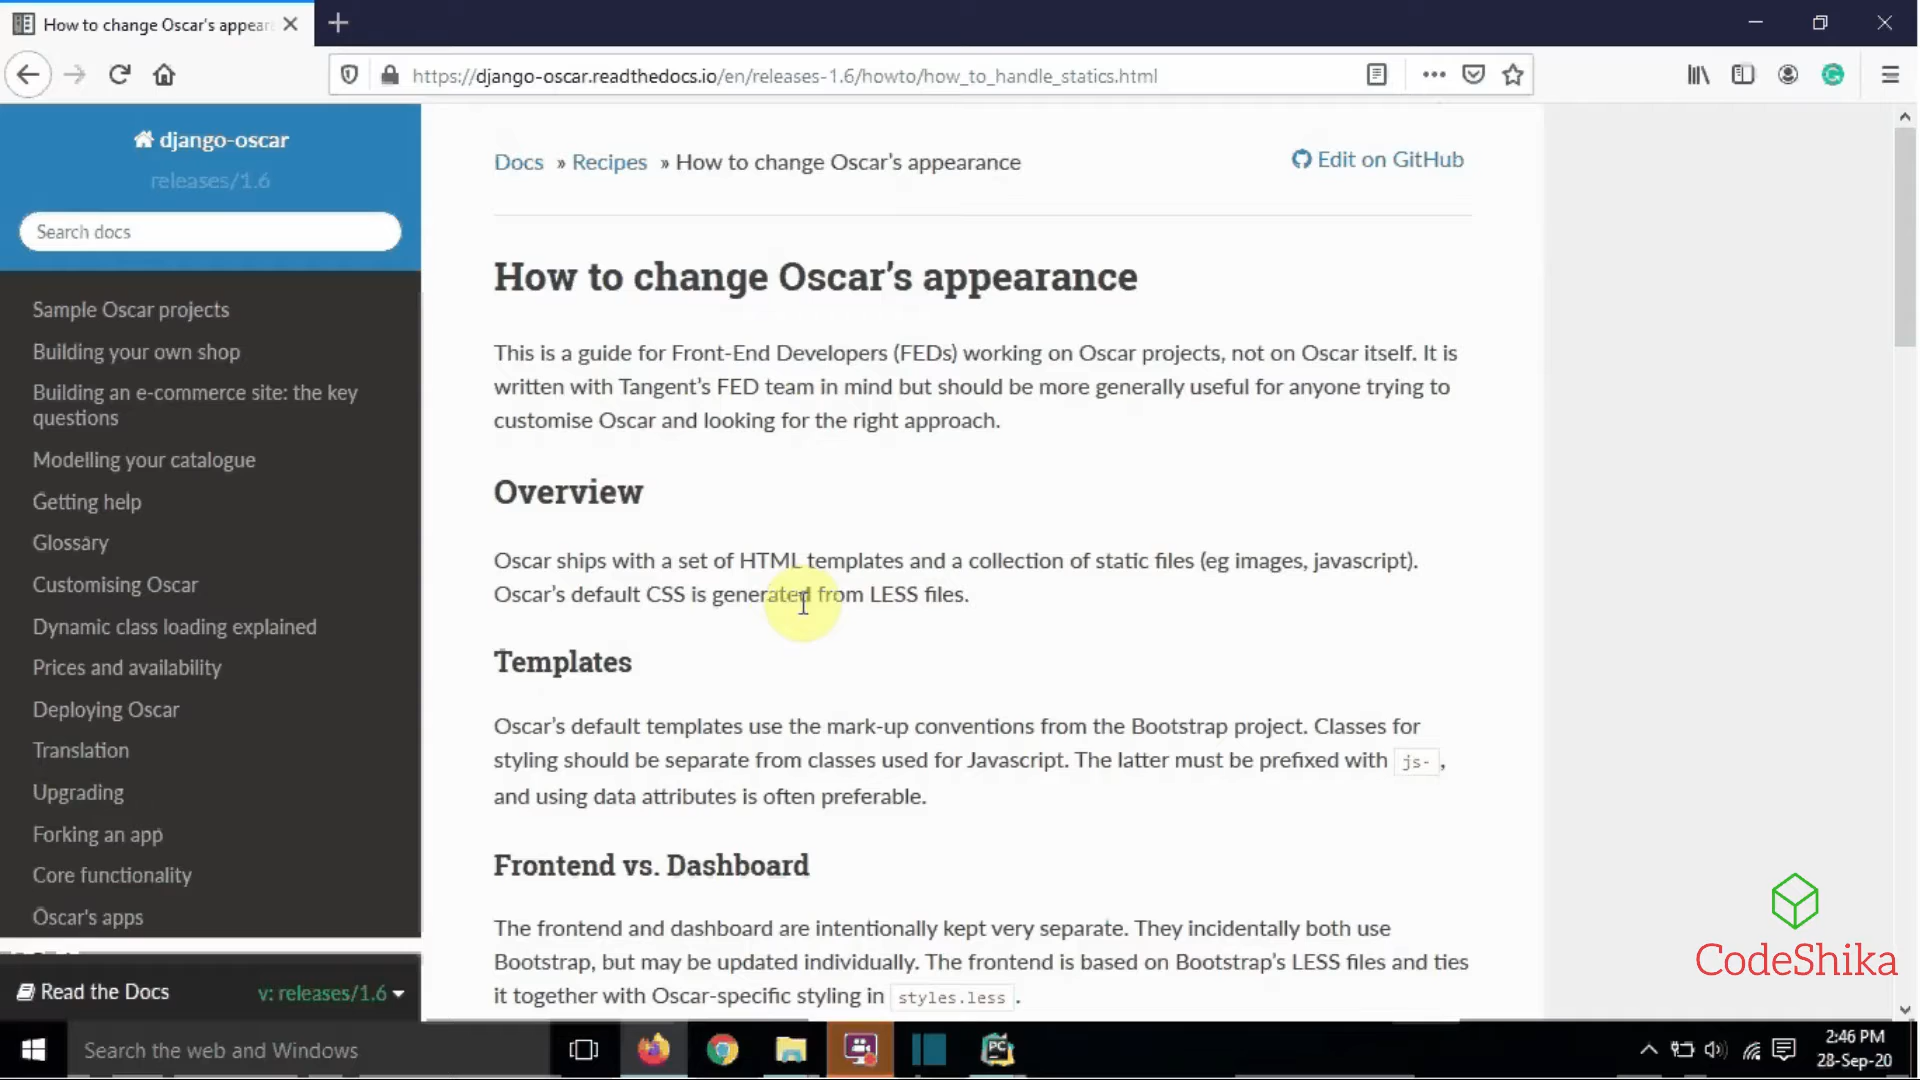 How to change Oscar's appear
https://django-oscar.readthedocs.io/en/releases-1.6/howto/how_to_handle_statics.html
django-oscar
releases/1.6
Search docs
Sample Oscar projects
Building your own shop
Building an e-commerce site: the key
questions
Modelling your catalogue
Getting help
Glossary
Customising Oscar
Dynamic class loading explained
Prices and availability
Deploying Oscar
Translation
Upgrading
Forking an app
Core functionality
Oscar's apps
Read the Docs
v: releases/1.6
Docs » Recipes » How to change Oscar's appearance
Edit on GitHub
How to change Oscar's appearance
This is a guide for Front-End Developers (FEDs) working on Oscar projects, not on Oscar itself. It is
written with Tangent's FED team in mind but should be more generally useful for anyone trying to
customise Oscar and looking for the right approach.
Overview
Oscar ships with a set of HTML templates and a collection of static files (eg images, javascript).
Oscar's default CSS is generated from LESS files.
Templates
Oscar's default templates use the mark-up conventions from the Bootstrap project. Classes for
styling should be separate from classes used for Javascript. The latter must be prefixed with js- ,
and using data attributes is often preferable.
Frontend vs. Dashboard
The frontend and dashboard are intentionally kept very separate. They incidentally both use
Bootstrap, but may be updated individually. The frontend is based on Bootstrap's LESS files and ties
it together with Oscar-specific styling in styles.less .
CodeShika
Search the web and Windows
PC
2:46 PM
28-Sep-20